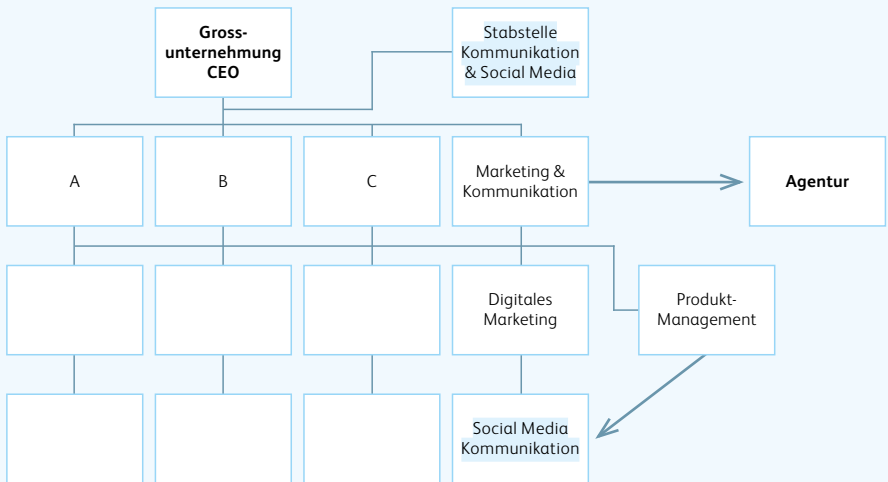 Gross-
unternehmung
CEO
Stabstelle
Kommunikation
& Social Media
A
B
C
Marketing &
Kommunikation
Agentur
Digitales
Marketing
Produkt-
Management
Social Media
Kommunikation